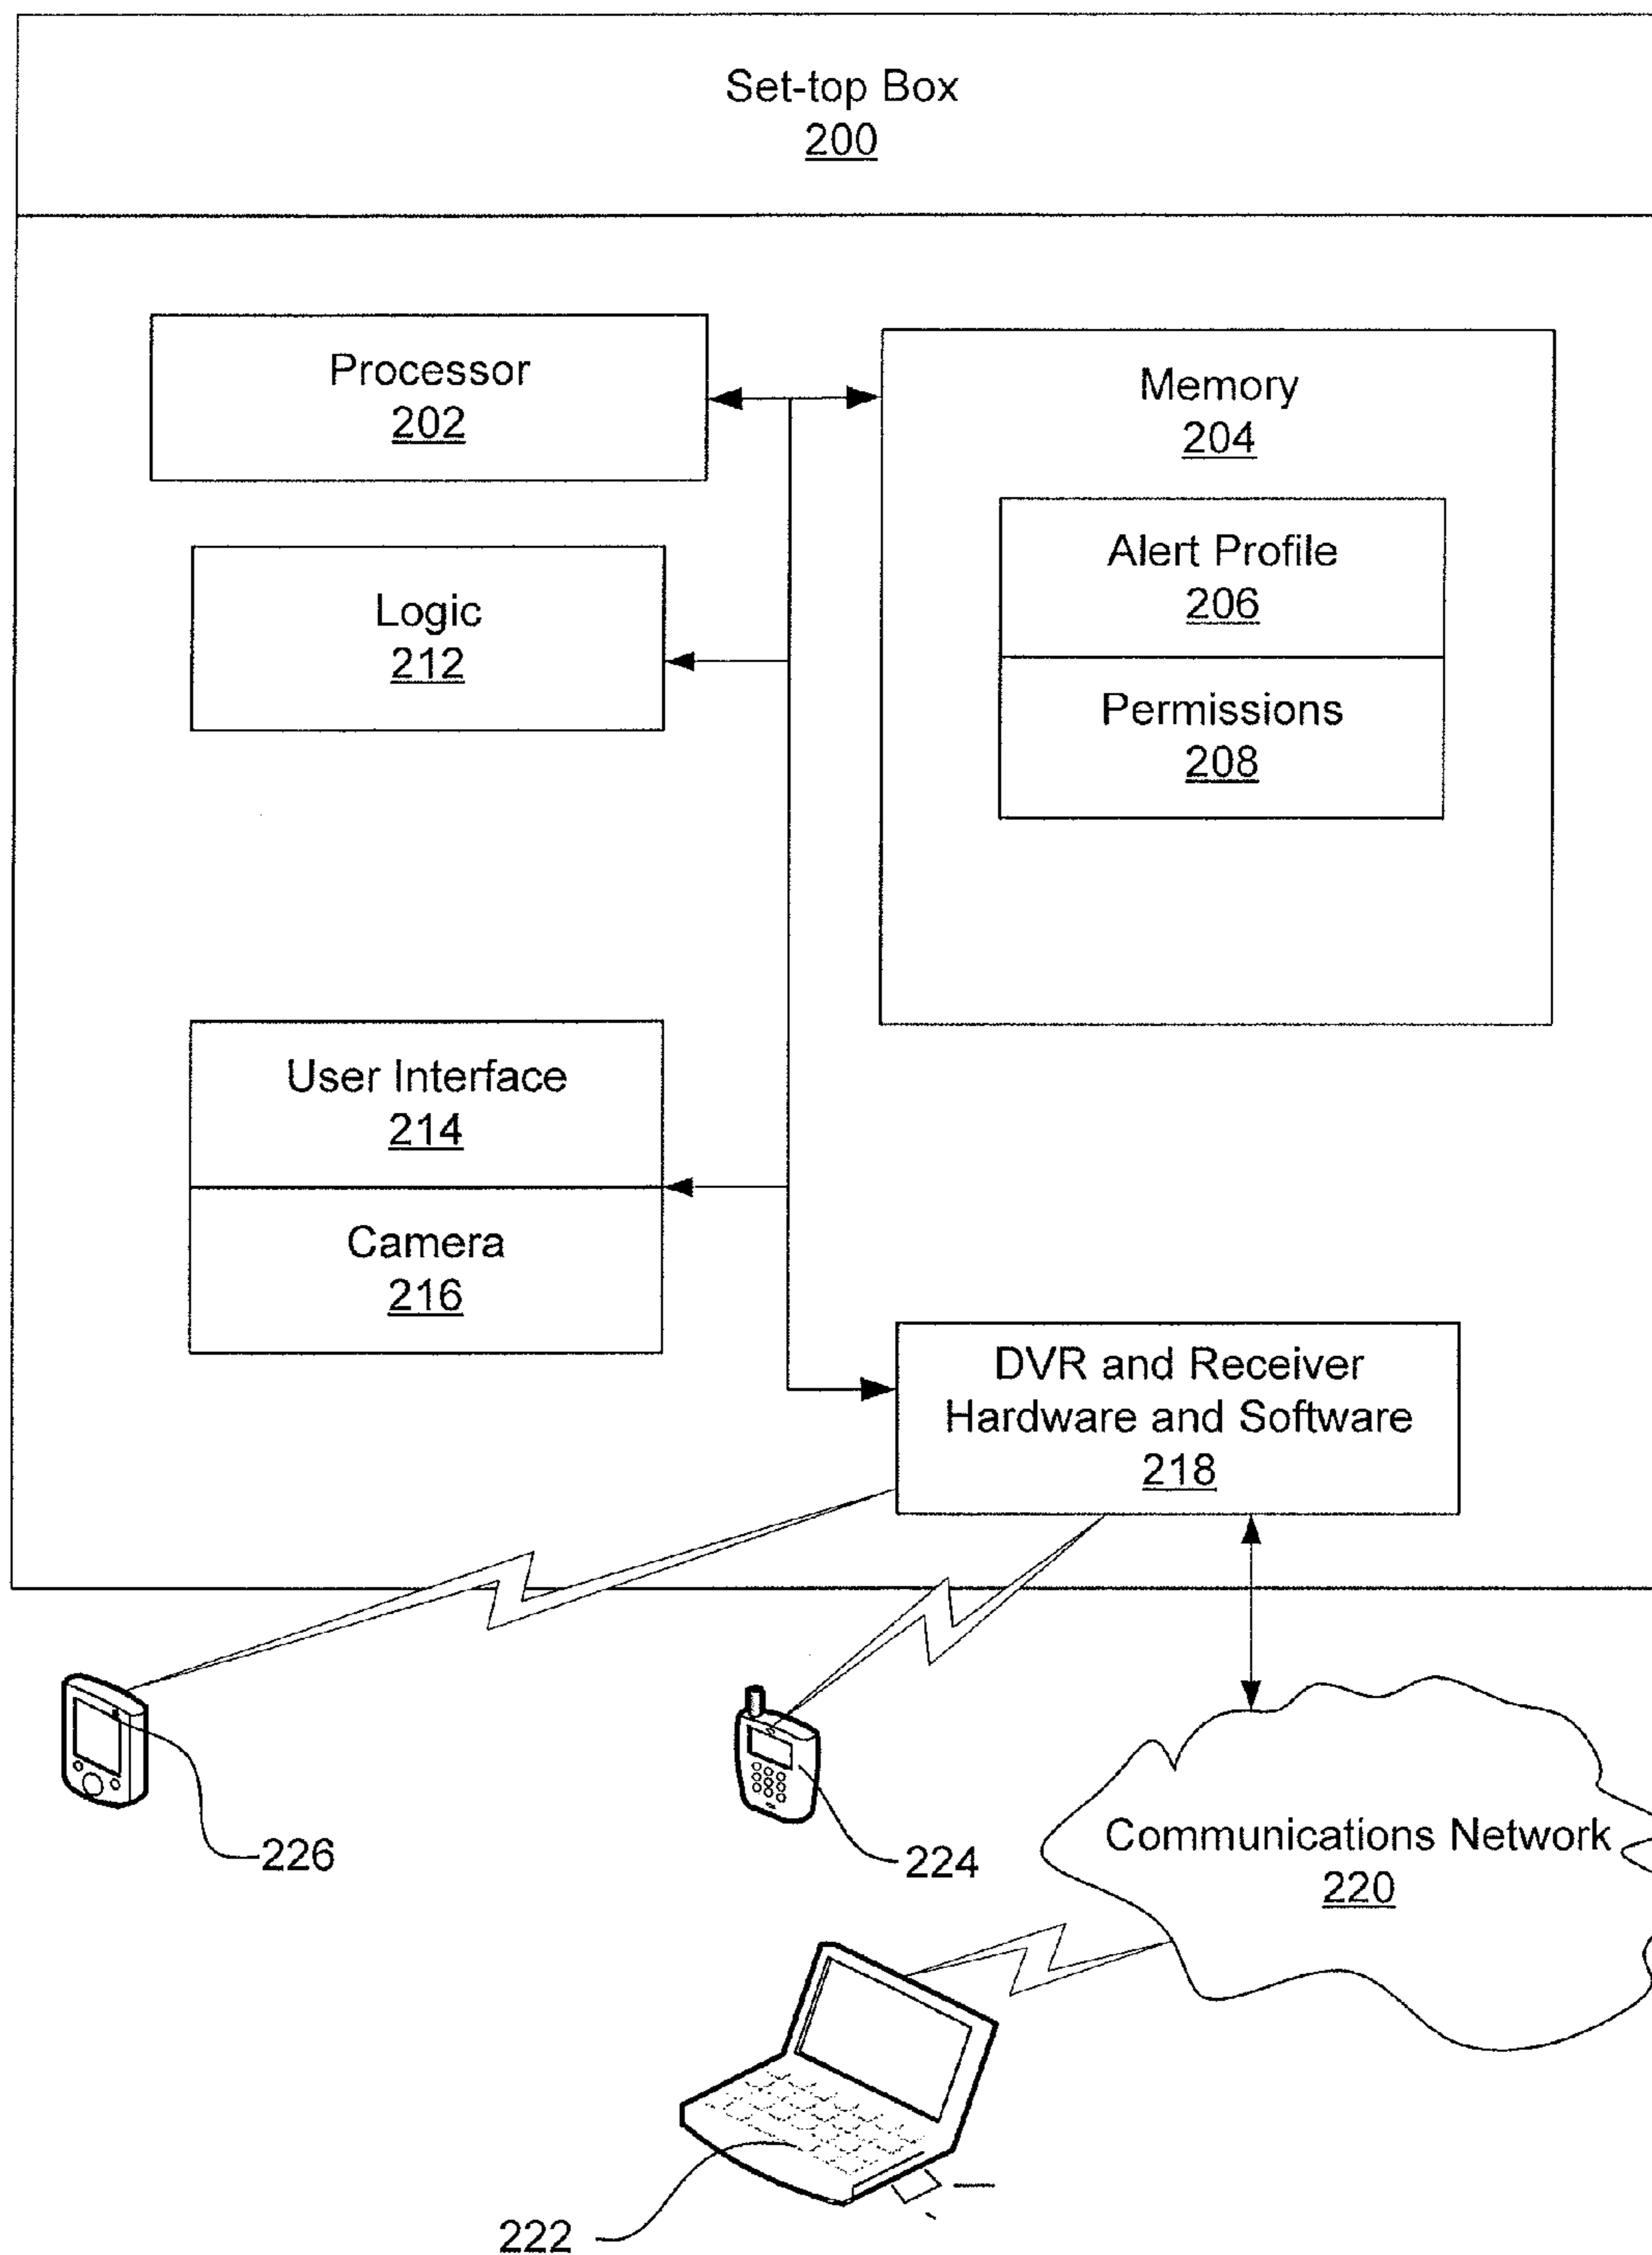 Set-top Box
200
Processor
202
Memory
204
Logic
212
Alert Profile
206
Permissions
208
User Interface
214
Camera
216
DVR and Receiver
Hardware and Software
218
226
224
Communications Network
220
222